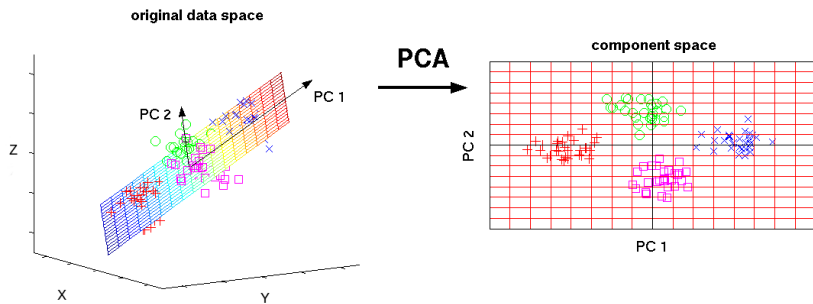 original data space
PCA
component space
PC 1
PC 2
Z
X
Y
PC 2
PC 1